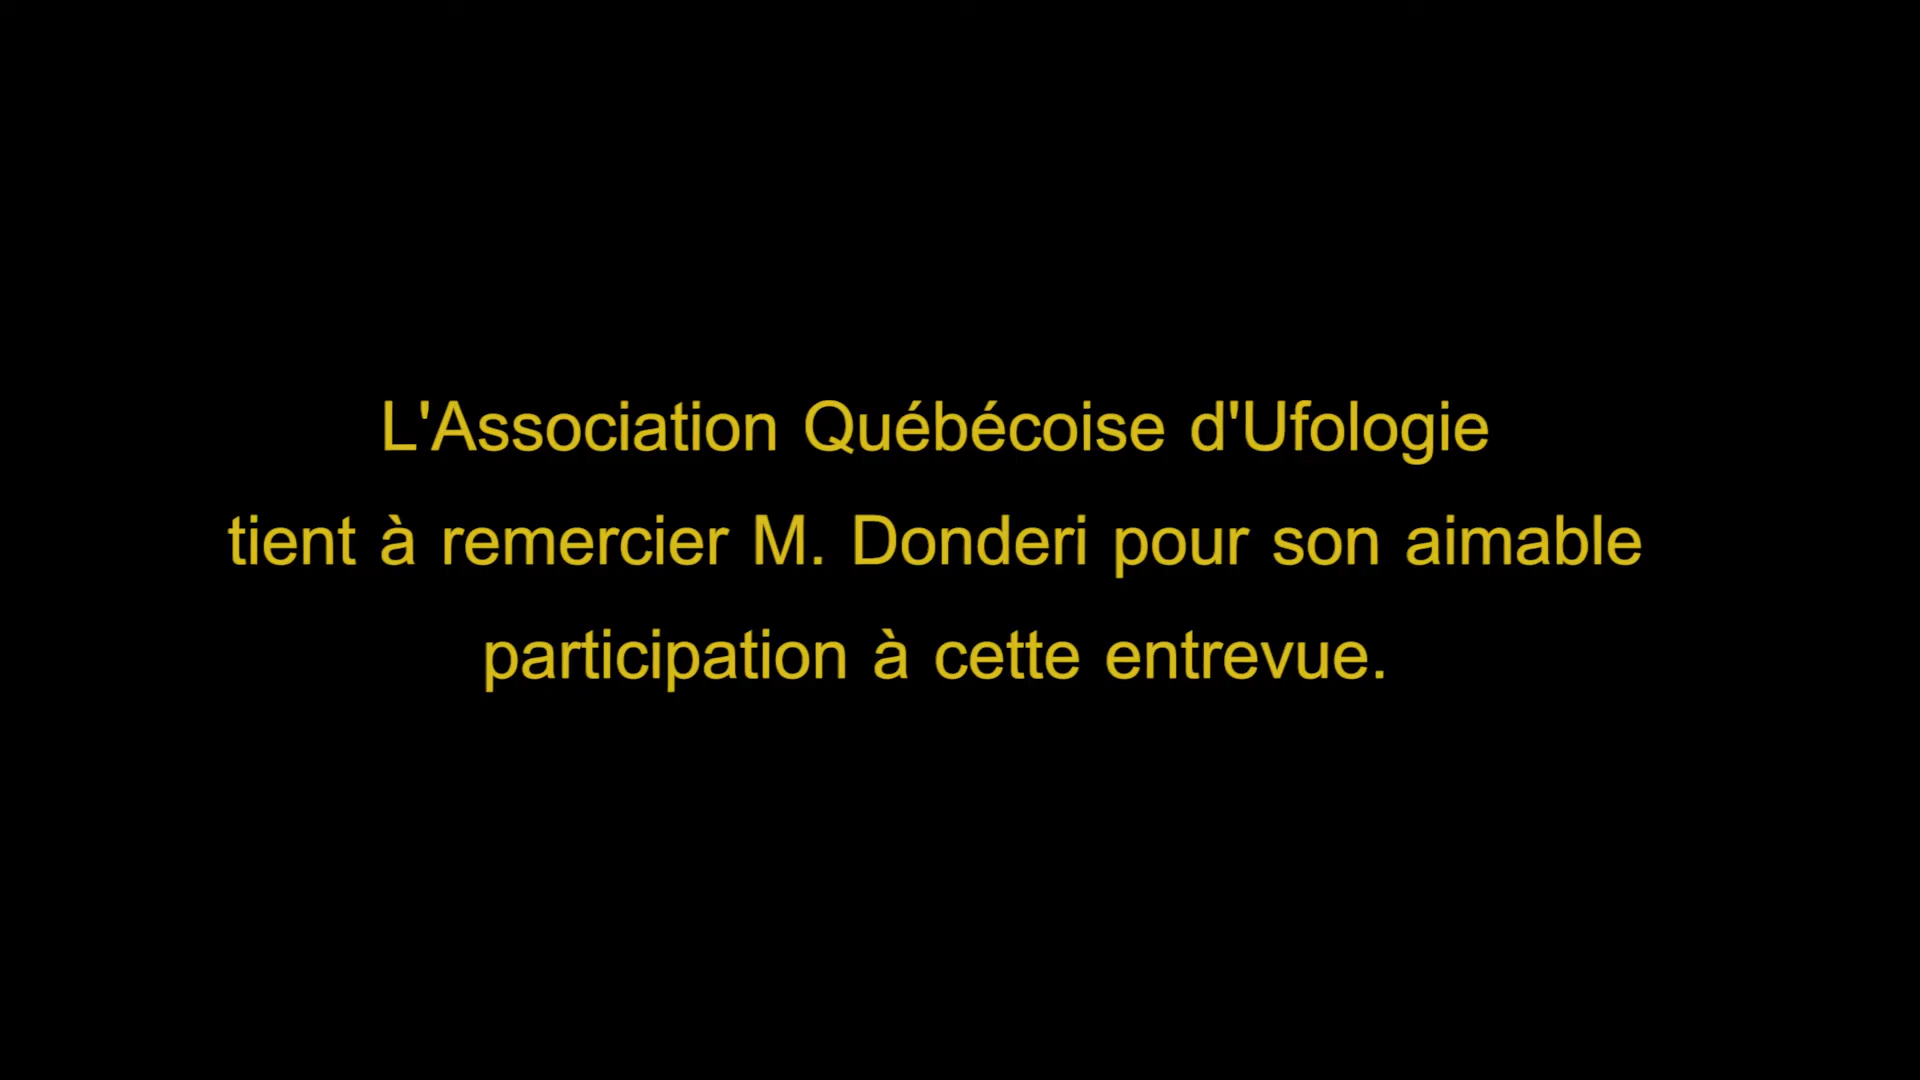 L'Association Québécoise d'Ufologie
tient à remercier M. Donderi pour son aimable
participation à cette entrevue.